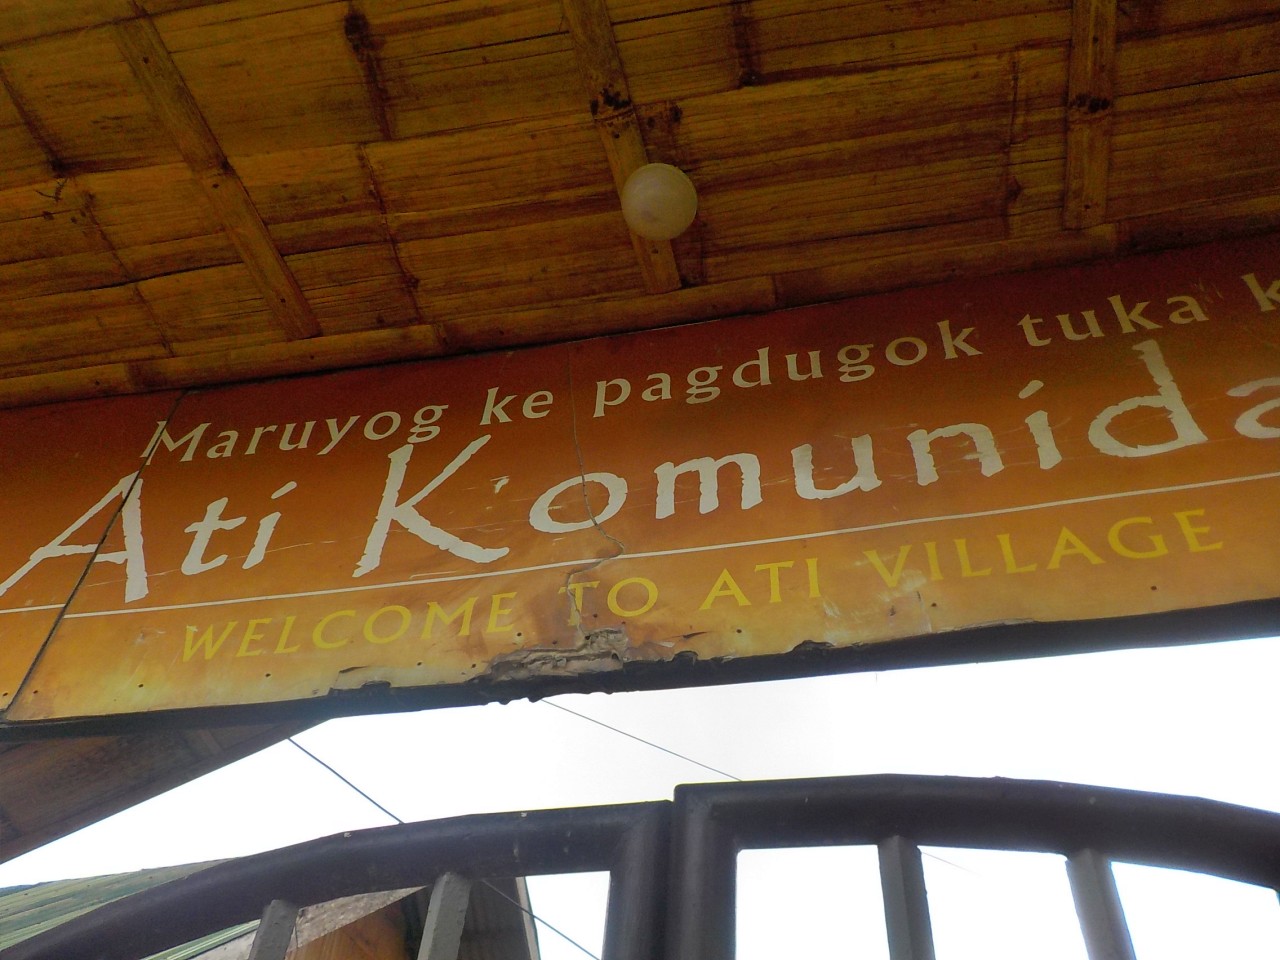 Maruyog ke pagdugok tuka k
Ati Komunida
WELCOME TO ATI VILLAGE